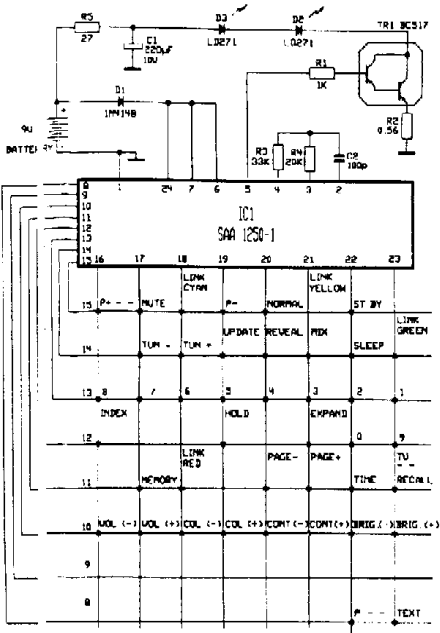 R5
27
D3
LD271
D2
LD271
TR1 BC517
C1
220µF
10V
R1
1K
D1
1N4148
R2
0.56
9V
BATTERY
R3
33K
R4
20K
C2
100p
1 24 7 6 5 4 3 2
8
9
10
11
12
13
14
15
IC1
SAA 1250-1
16 17 18 19 20 21 22 23
LINK
CYAN
LINK
YELLOW
15 P+ - - MUTE P- NORMAL ST BY
UPDATE REVEAL MIX
LINK
GREEN
14 TUN - TUN + SLEEP
13 8 7 6 5 4 3 2 1
INDEX HOLD EXPAND
12 0 9
LINK
RED
PAGE- PAGE+
TV
- -
11 MEMORY TIME RECALL
10 VOL (-) VOL (+) COL (-) COL (+) CONT (-) CONT(+) BRIG.(-) BRIG.(+)
9
8
P - - - TEXT